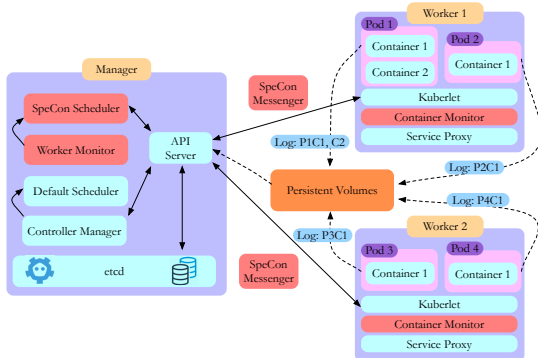 Manager
SpeCon Scheduler
Worker Monitor
Default Scheduler
Controller Manager
API
Server
etcd
SpeCon
Messenger
SpeCon
Messenger
Log: P1C1, C2
Persistent Volumes
Log: P2C1
Log: P4C1
Log: P3C1
Worker 1
Pod 1
Container 1
Container 2
Pod 2
Container 1
Kuberlet
Container Monitor
Service Proxy
Worker 2
Pod 3
Container 1
Pod 4
Container 1
Kuberlet
Container Monitor
Service Proxy